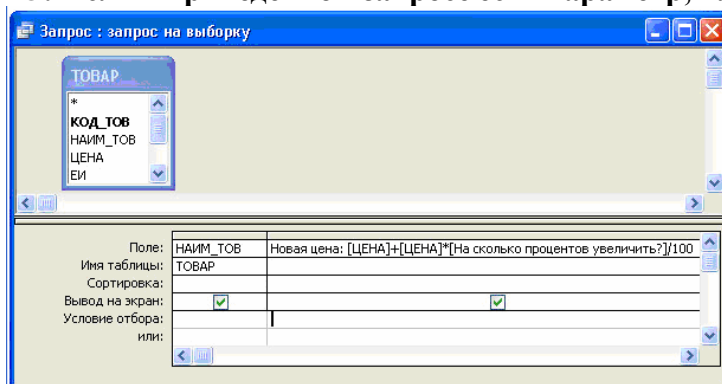 Запрос : запрос на выборку
ТОВАР
*
КОД_ТОВ
НАИМ_ТОВ
ЦЕНА
ЕИ
Поле: НАИМ_ТОВ Новая цена: [ЦЕНА]+[ЦЕНА]*[На сколько процентов увеличить?]/100
Имя таблицы: ТОВАР
Сортировка:
Вывод на экран:
Условие отбора:
или: